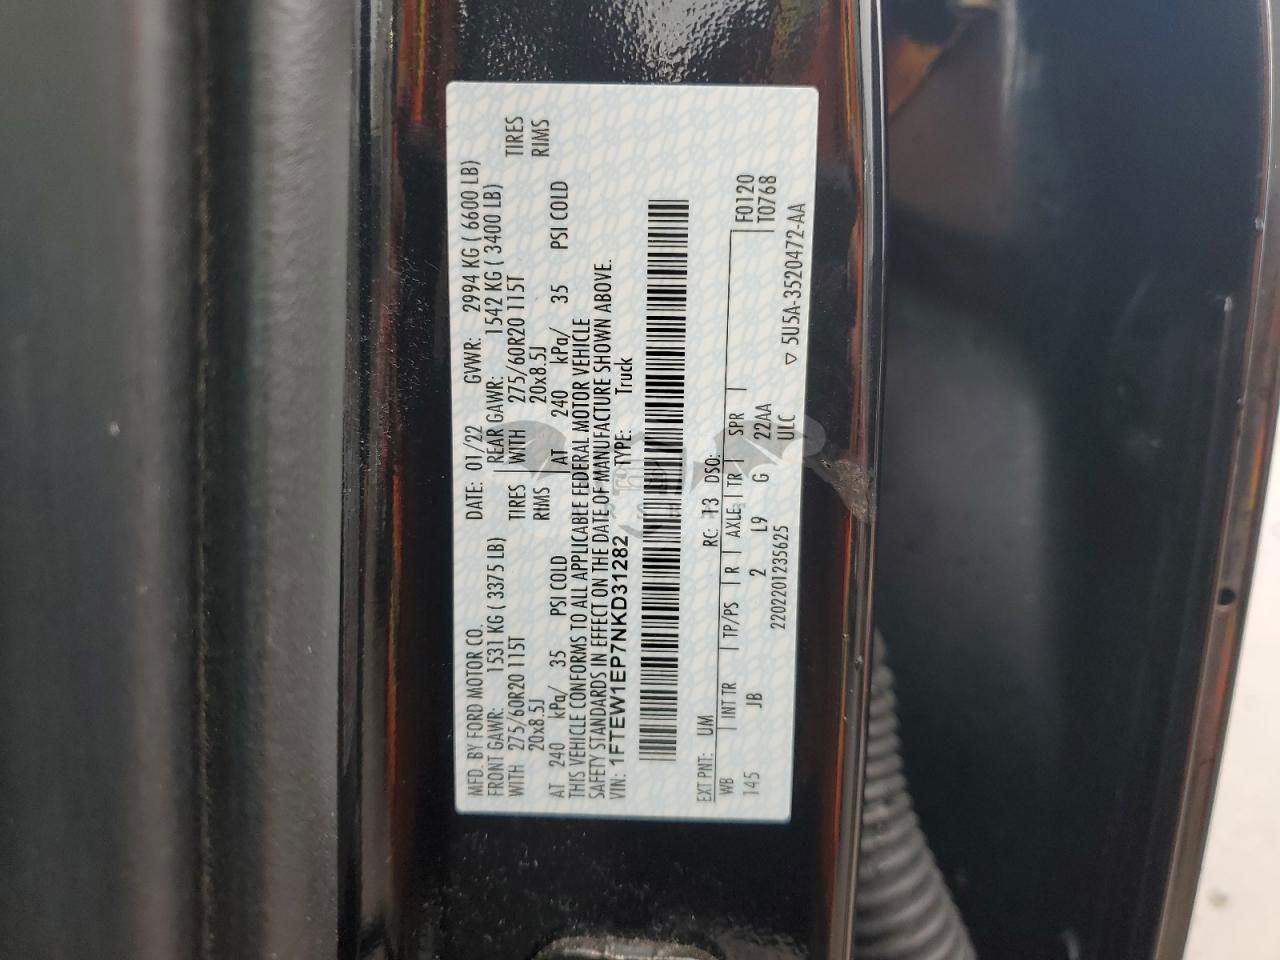 MFD. BY FORD MOTOR CO. DATE: 01/22 GVWR: 2994 KG ( 6600 LB)
FRONT GAWR: 1531 KG ( 3375 LB) REAR GAWR: 1542 KG ( 3400 LB)
WITH 275/60R20 115T TIRES WITH 275/60R20 115T TIRES
20x8.5J RIMS 20x8.5J RIMS
AT 240 kPa/ 35 PSI COLD AT 240 kPa/ 35 PSI COLD
THIS VEHICLE CONFORMS TO ALL APPLICABLE FEDERAL MOTOR VEHICLE
SAFETY STANDARDS IN EFFECT ON THE DATE OF MANUFACTURE SHOWN ABOVE.
VIN: 1FTEW1EP7NKD31282 TYPE: Truck
EXT PNT: UM RC: 13 DSO:
WB INT TR TP/PS R AXLE TR SPR F0120
145 JB 2 L9 G 22AA T0768
2202201235625 ULC
▽ 5U5A-3520472-AA